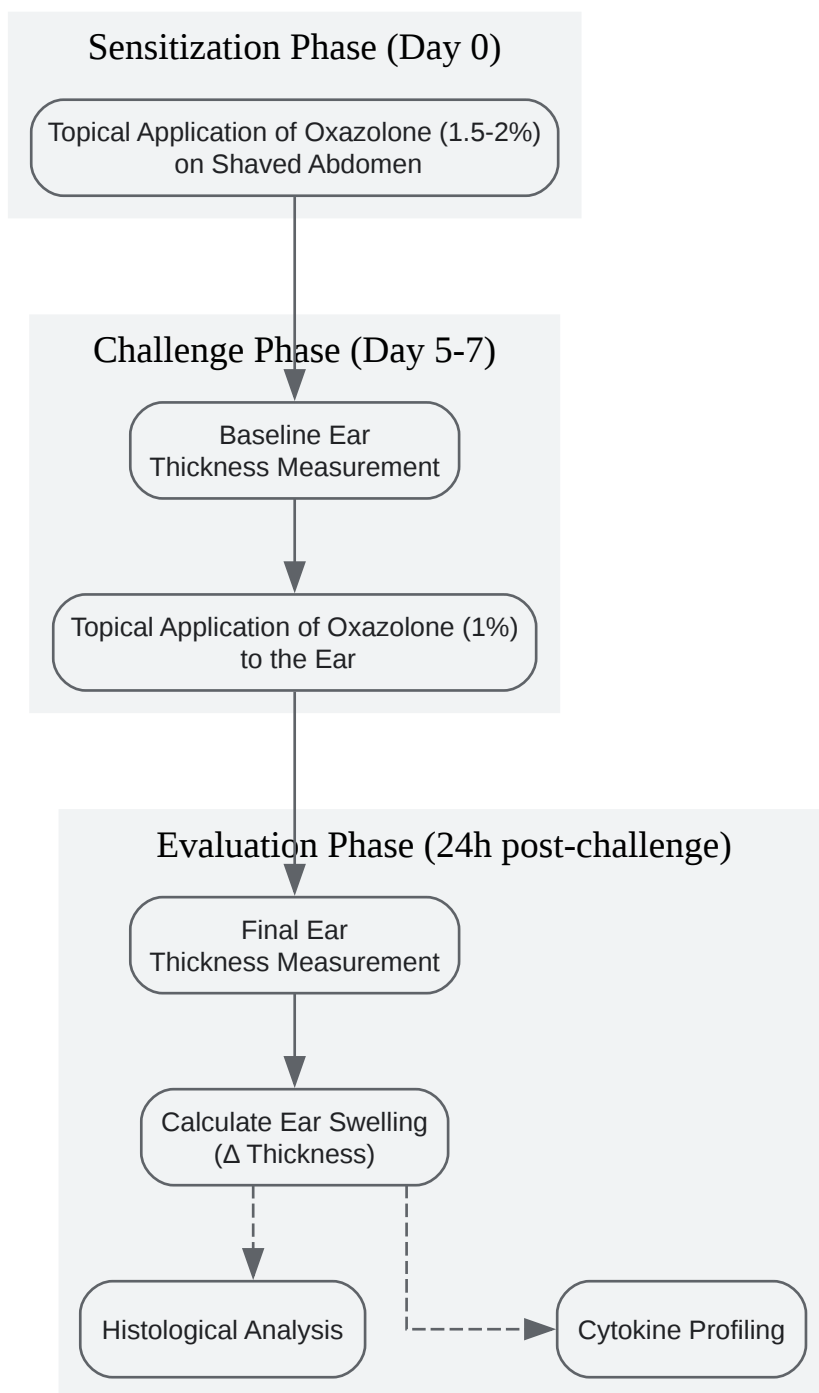 Sensitization Phase (Day 0)
Topical Application of Oxazolone (1.5-2%)
on Shaved Abdomen
Challenge Phase (Day 5-7)
Baseline Ear
Thickness Measurement
Topical Application of Oxazolone (1%)
to the Ear
Evaluation Phase (24h post-challenge)
Final Ear
Thickness Measurement
Calculate Ear Swelling
(Δ Thickness)
Histological Analysis
Cytokine Profiling